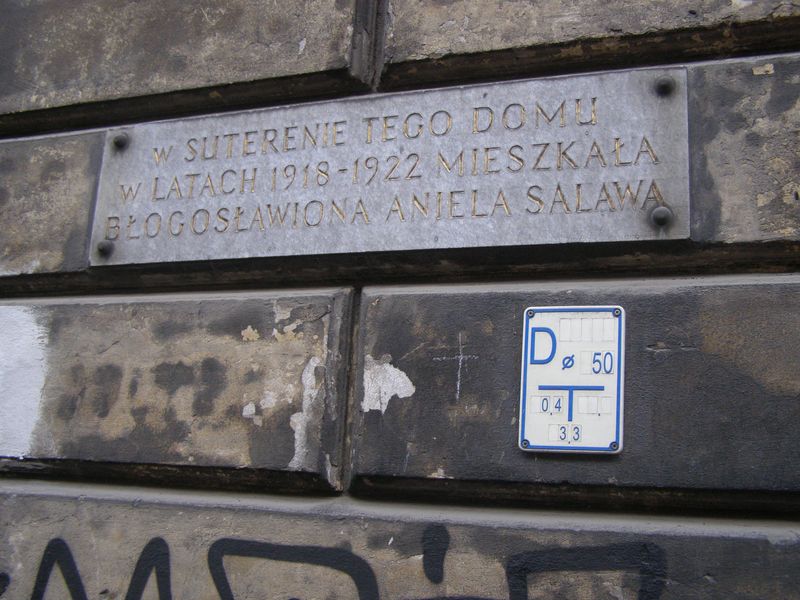 W SUTERENIE TEGO DOMU
W LATACH 1918-1922 MIESZKAŁA
BŁOGOSŁAWIONA ANIELA SALAWA
D ⌀ 50
0,4
3,3